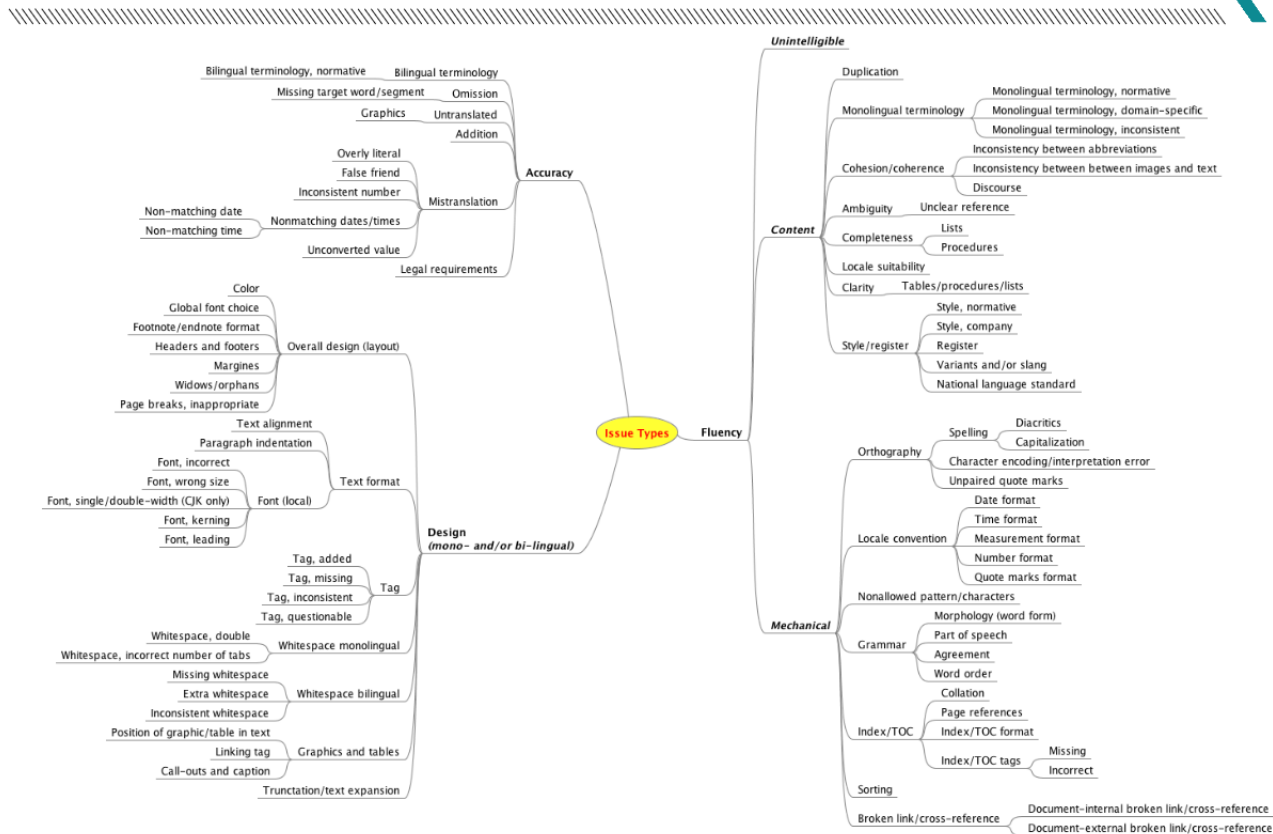 Issue Types
Accuracy
Bilingual terminology
Bilingual terminology, normative
Omission
Missing target word/segment
Untranslated
Graphics
Addition
Mistranslation
Overly literal
False friend
Inconsistent number
Nonmatching dates/times
Non-matching date
Non-matching time
Unconverted value
Legal requirements
Design
(mono- and/or bi-lingual)
Overall design (layout)
Color
Global font choice
Footnote/endnote format
Headers and footers
Margines
Widows/orphans
Page breaks, inappropriate
Text format
Text alignment
Paragraph indentation
Font (local)
Font, incorrect
Font, wrong size
Font, single/double-width (CJK only)
Font, kerning
Font, leading
Tag
Tag, added
Tag, missing
Tag, inconsistent
Tag, questionable
Whitespace monolingual
Whitespace, double
Whitespace, incorrect number of tabs
Whitespace bilingual
Missing whitespace
Extra whitespace
Inconsistent whitespace
Graphics and tables
Position of graphic/table in text
Linking tag
Call-outs and caption
Trunctation/text expansion
Fluency
Unintelligible
Content
Duplication
Monolingual terminology
Monolingual terminology, normative
Monolingual terminology, domain-specific
Monolingual terminology, inconsistent
Cohesion/coherence
Inconsistency between abbreviations
Inconsistency between between images and text
Discourse
Ambiguity
Unclear reference
Completeness
Lists
Procedures
Locale suitability
Clarity
Tables/procedures/lists
Style/register
Style, normative
Style, company
Register
Variants and/or slang
National language standard
Mechanical
Orthography
Spelling
Diacritics
Capitalization
Character encoding/interpretation error
Unpaired quote marks
Locale convention
Date format
Time format
Measurement format
Number format
Quote marks format
Nonallowed pattern/characters
Grammar
Morphology (word form)
Part of speech
Agreement
Word order
Index/TOC
Collation
Page references
Index/TOC format
Index/TOC tags
Missing
Incorrect
Sorting
Broken link/cross-reference
Document-internal broken link/cross-reference
Document-external broken link/cross-reference